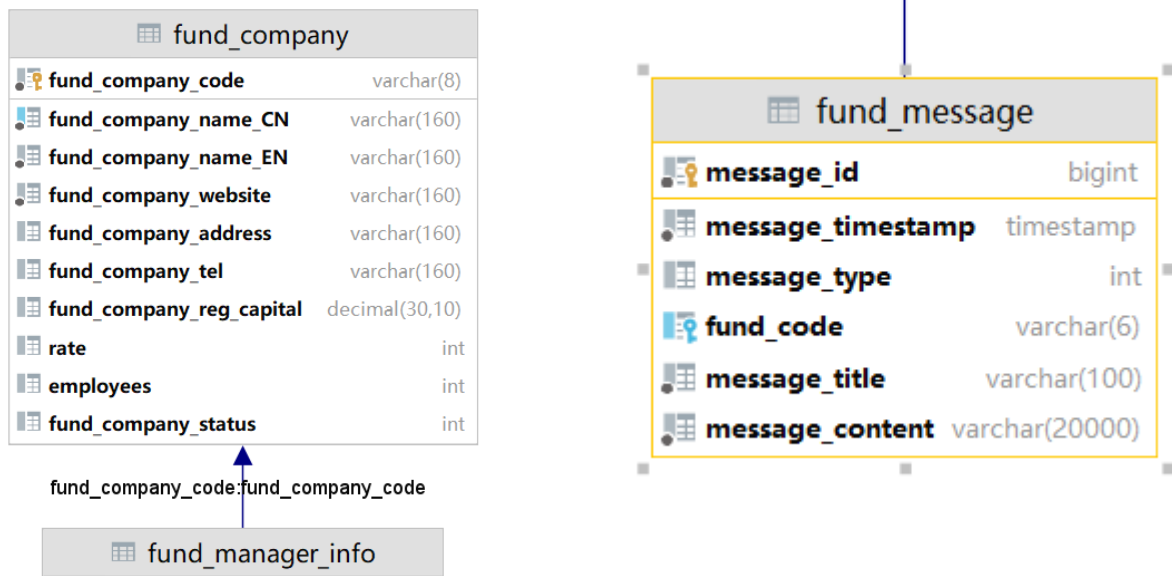 fund_company
fund_company_code varchar(8)
fund_company_name_CN varchar(160)
fund_company_name_EN varchar(160)
fund_company_website varchar(160)
fund_company_address varchar(160)
fund_company_tel varchar(160)
fund_company_reg_capital decimal(30,10)
rate int
employees int
fund_company_status int
fund_company_code:fund_company_code
fund_manager_info
fund_message
message_id bigint
message_timestamp timestamp
message_type int
fund_code varchar(6)
message_title varchar(100)
message_content varchar(20000)